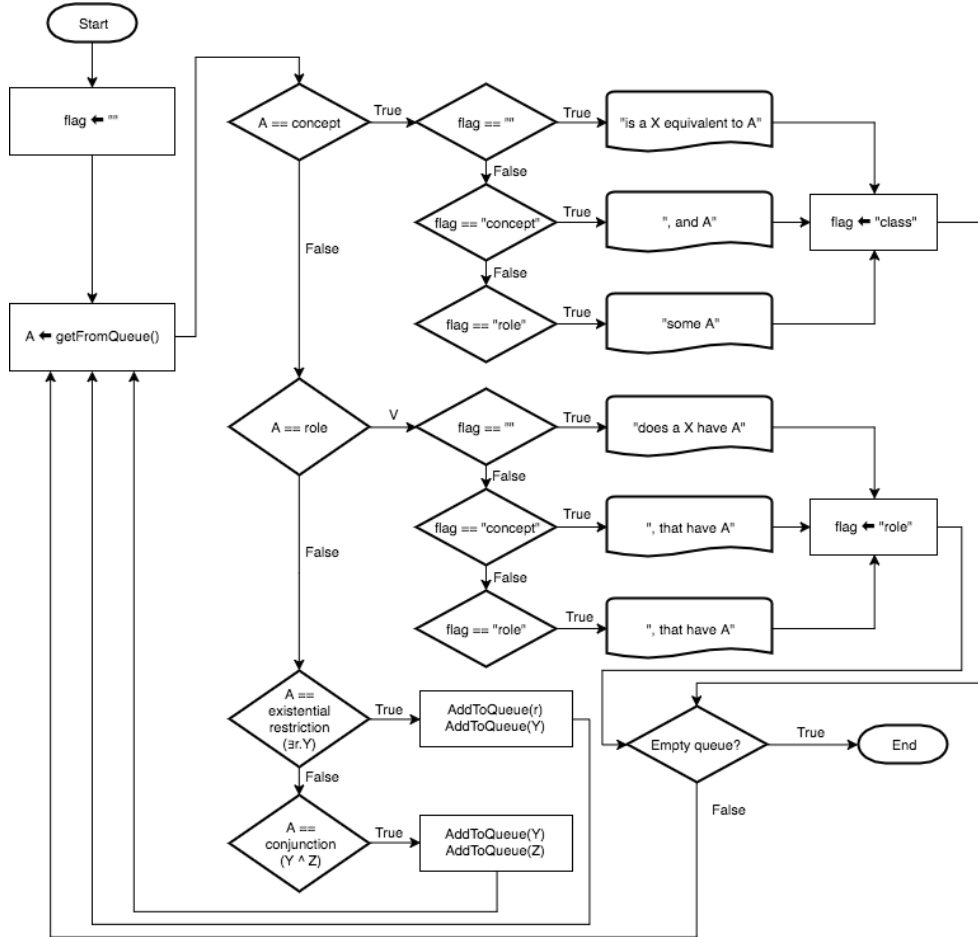 Start
flag ← ""
A ← getFromQueue()
A == concept
True
flag == ""
True
"is a X equivalent to A"
False
flag == "concept"
True
", and A"
flag ← "class"
False
False
flag == "role"
True
"some A"
A == role
V
flag == ""
True
"does a X have A"
False
flag == "concept"
True
", that have A"
flag ← "role"
False
False
flag == "role"
True
", that have A"
A ==
existential
restriction
(∃r.Y)
True
AddToQueue(r)
AddToQueue(Y)
Empty queue?
True
End
False
False
A ==
conjunction
(Y ^ Z)
True
AddToQueue(Y)
AddToQueue(Z)